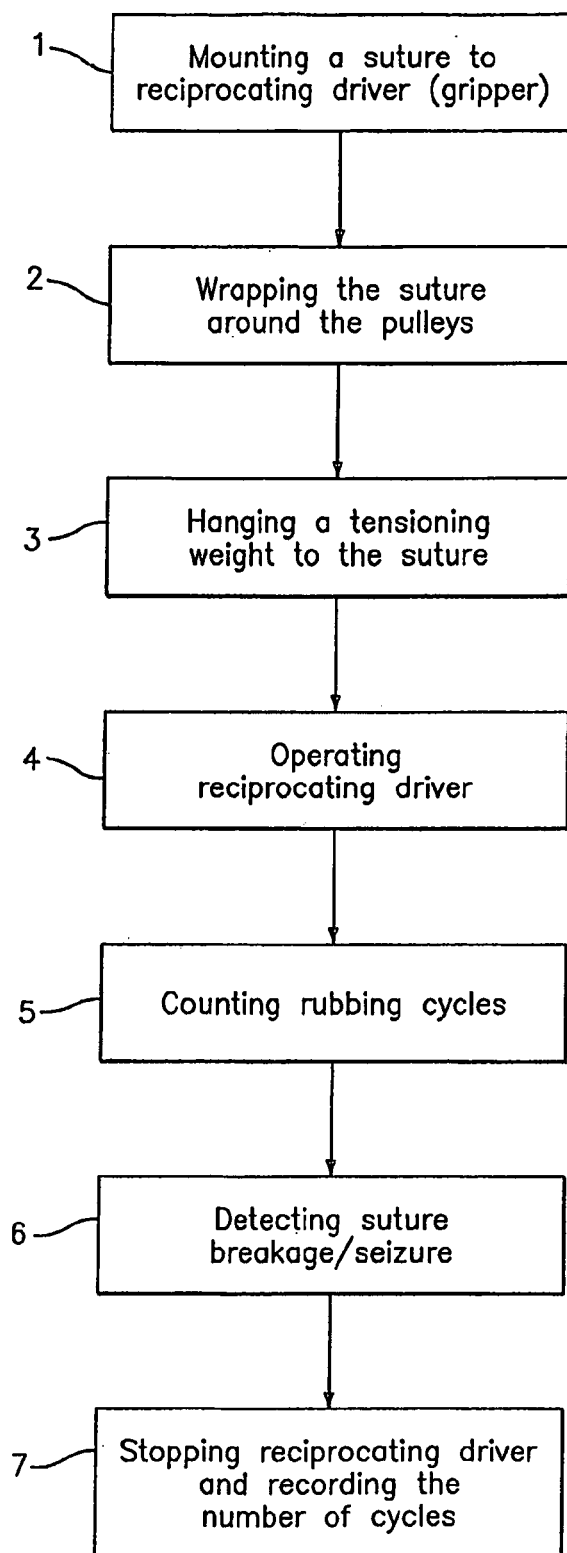 1
Mounting a suture to
reciprocating driver (gripper)
2
Wrapping the suture
around the pulleys
3
Hanging a tensioning
weight to the suture
4
Operating
reciprocating driver
5
Counting rubbing cycles
6
Detecting suture
breakage/seizure
7
Stopping reciprocating driver
and recording the
number of cycles